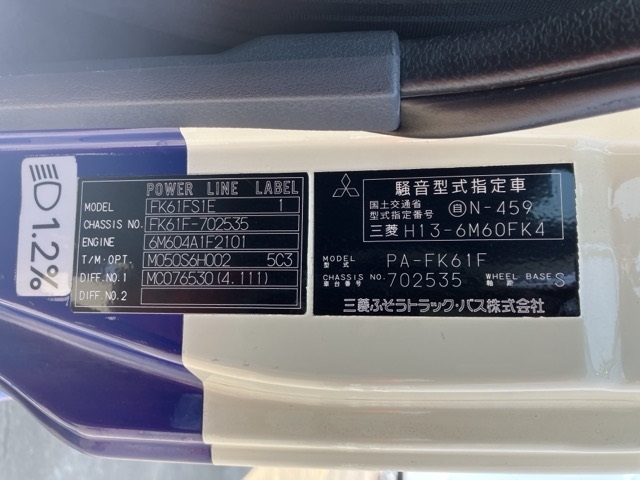 1.2%
POWER LINE LABEL
MODEL FK61FS1E 1
CHASSIS NO. FK61F-702535
ENGINE 6M604A1F2101
T/M・OPT. M050S6H002 5C3
DIFF.NO.1 MC076530(4.111)
DIFF.NO.2
騒音型式指定車
国土交通省
型式指定番号 自N-459
三菱 H13-6M60FK4
MODEL
型式 PA-FK61F
CHASSIS NO.
車台番号 702535
WHEEL BASE
軸距 S
三菱ふそうトラック・バス株式会社